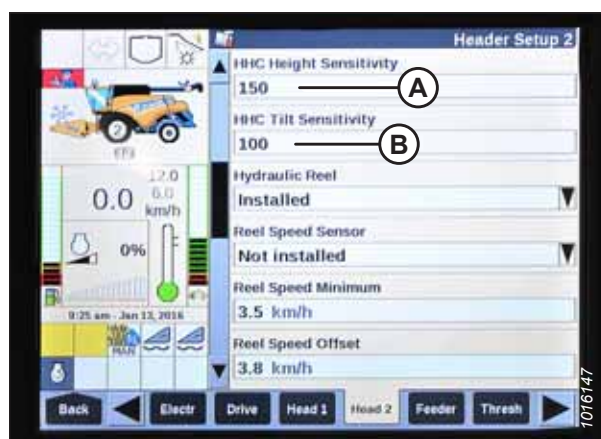 Header Setup 2
HHC Height Sensitivity
150
A
HHC Tilt Sensitivity
100
B
Hydraulic Reel
Installed
Reel Speed Sensor
Not installed
Reel Speed Minimum
3.5 km/h
Reel Speed Offset
3.8 km/h
2
12.0
0.0
6.0
km/h
0%
9:25 am - Jan 13, 2016
MAN
Back
Electr
Drive
Head 1
Head 2
Feeder
Thresh
1016147